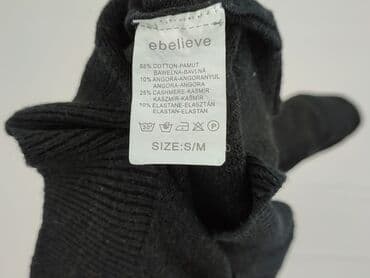 ebelieve
55% COTTON-PAMUT
BAWEŁNA-BAVLNA
10% ANGORA-ANGORANYÚL
ANGORA-ANGORA
25% CASHMERE-KASMÍR
KASZMIR-KAŠMÍR
10% ELASTANE-ELASZTÁN
ELASTAN-ELASTAN
P
SIZE:S/M